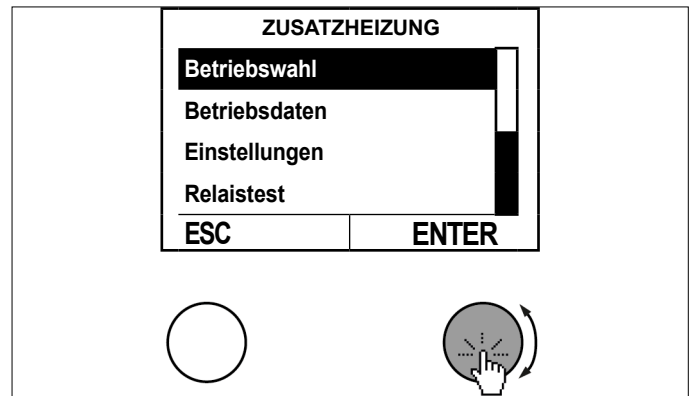 ZUSATZHEIZUNG
Betriebswahl
Betriebsdaten
Einstellungen
Relaistest
ESC ENTER